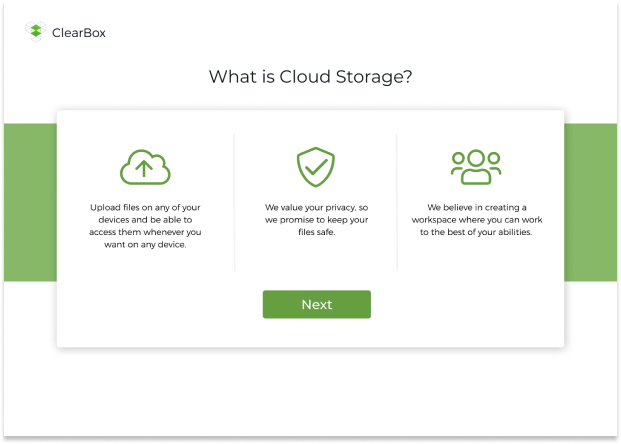 ClearBox
What is Cloud Storage?
Upload files on any of your
devices and be able to
access them whenever you
want on any device.
We value your privacy, so
we promise to keep your
files safe.
We believe in creating a
workspace where you can work
to the best of your abilities.
Next